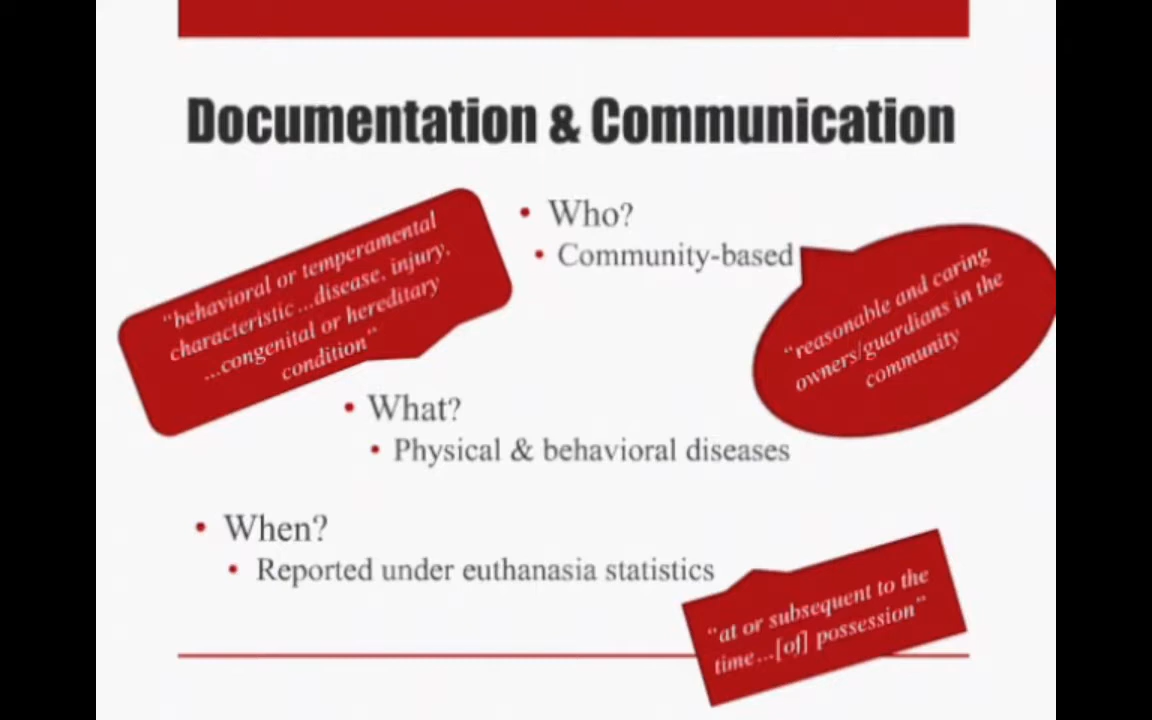 Documentation & Communication
• Who?
• Community-based
“reasonable and caring
owners/guardians in the
community
“behavioral or temperamental
characteristic...disease, injury,
...congenital or hereditary
condition”
• What?
• Physical & behavioral diseases
• When?
• Reported under euthanasia statistics
“at or subsequent to the
time...[of] possession”